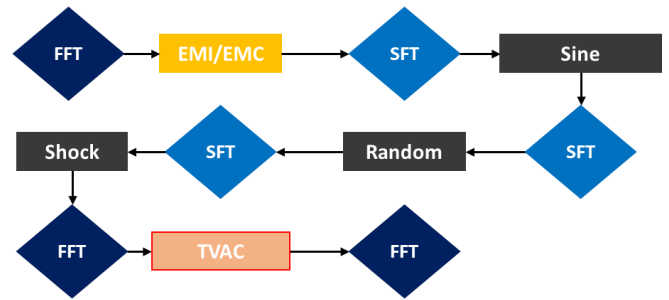 FFT
EMI/EMC
SFT
Sine
SFT
Random
SFT
Shock
FFT
TVAC
FFT